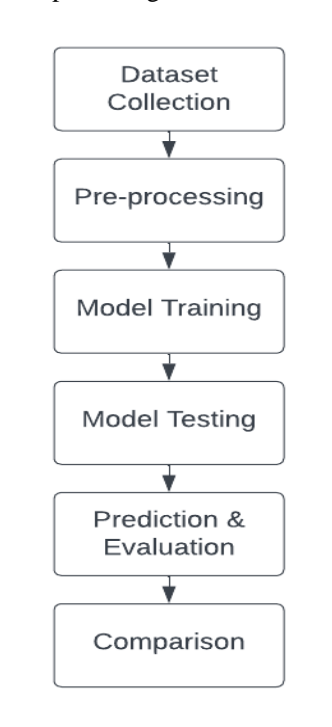 Dataset
Collection
Pre-processing
Model Training
Model Testing
Prediction &
Evaluation
Comparison